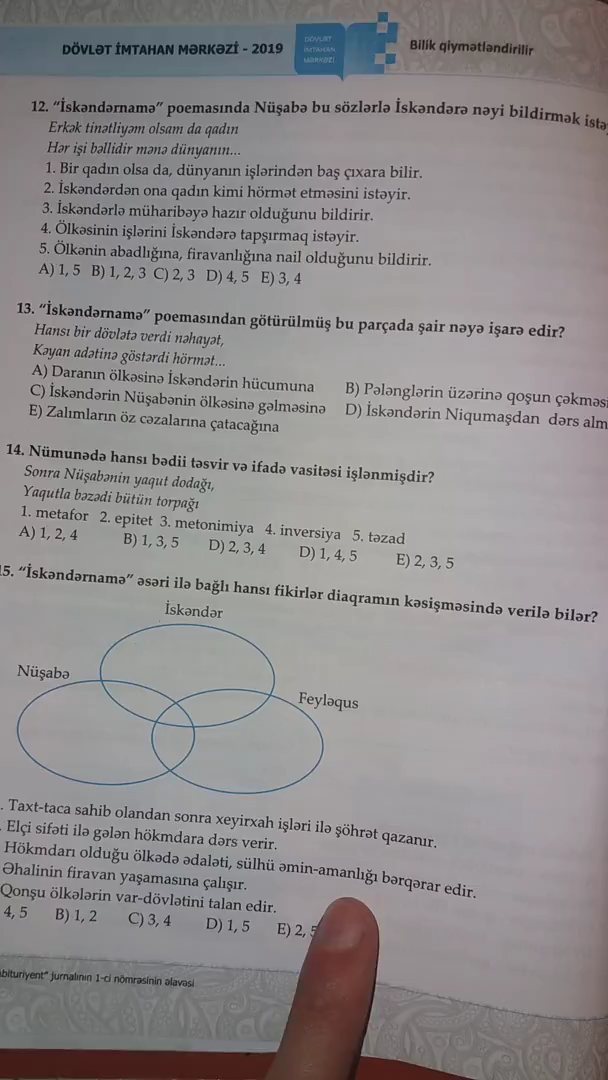 DÖVLƏT İMTAHAN MƏRKƏZİ - 2019
DÖVLƏT
İMTAHAN
MƏRKƏZİ
Bilik qiymətləndirilir
12. “İskəndərnamə” poemasında Nüşabə bu sözlərlə İskəndərə nəyi bildirmək istə
Erkək tinətliyəm olsam da qadın
Hər işi bəllidir mənə dünyanın...
1. Bir qadın olsa da, dünyanın işlərindən baş çıxara bilir.
2. İskəndərdən ona qadın kimi hörmət etməsini istəyir.
3. İskəndərlə müharibəyə hazır olduğunu bildirir.
4. Ölkəsinin işlərini İskəndərə tapşırmaq istəyir.
5. Ölkənin abadlığına, firavanlığına nail olduğunu bildirir.
A) 1, 5 B) 1, 2, 3 C) 2, 3 D) 4, 5 E) 3, 4
13. “İskəndərnamə” poemasından götürülmüş bu parçada şair nəyə işarə edir?
Hansı bir dövlətə verdi nəhayət,
Kəyan adətinə göstərdi hörmət...
A) Daranın ölkəsinə İskəndərin hücumuna
B) Pələnglərin üzərinə qoşun çəkməsi
C) İskəndərin Nüşabənin ölkəsinə gəlməsinə
D) İskəndərin Niqumaşdan dərs alm
E) Zalımların öz cəzalarına çatacağına
14. Nümunədə hansı bədii təsvir və ifadə vasitəsi işlənmişdir?
Sonra Nüşabənin yaqut dodağı,
Yaqutla bəzədi bütün torpağı
1. metafor 2. epitet 3. metonimiya 4. inversiya 5. təzad
A) 1, 2, 4 B) 1, 3, 5 D) 2, 3, 4 D) 1, 4, 5 E) 2, 3, 5
15. “İskəndərnamə” əsəri ilə bağlı hansı fikirlər diaqramın kəsişməsində verilə bilər?
İskəndər
Nüşabə
Feyləqus
. Taxt-taca sahib olandan sonra xeyirxah işləri ilə şöhrət qazanır.
. Elçi sifəti ilə gələn hökmdara dərs verir.
Hökmdarı olduğu ölkədə ədaləti, sülhü əmin-amanlığı bərqərar edir.
Əhalinin firavan yaşamasına çalışır.
Qonşu ölkələrin var-dövlətini talan edir.
4, 5 B) 1, 2 C) 3, 4 D) 1, 5 E) 2, 5
bituriyent” jurnalının 1-ci nömrəsinin əlavəsi